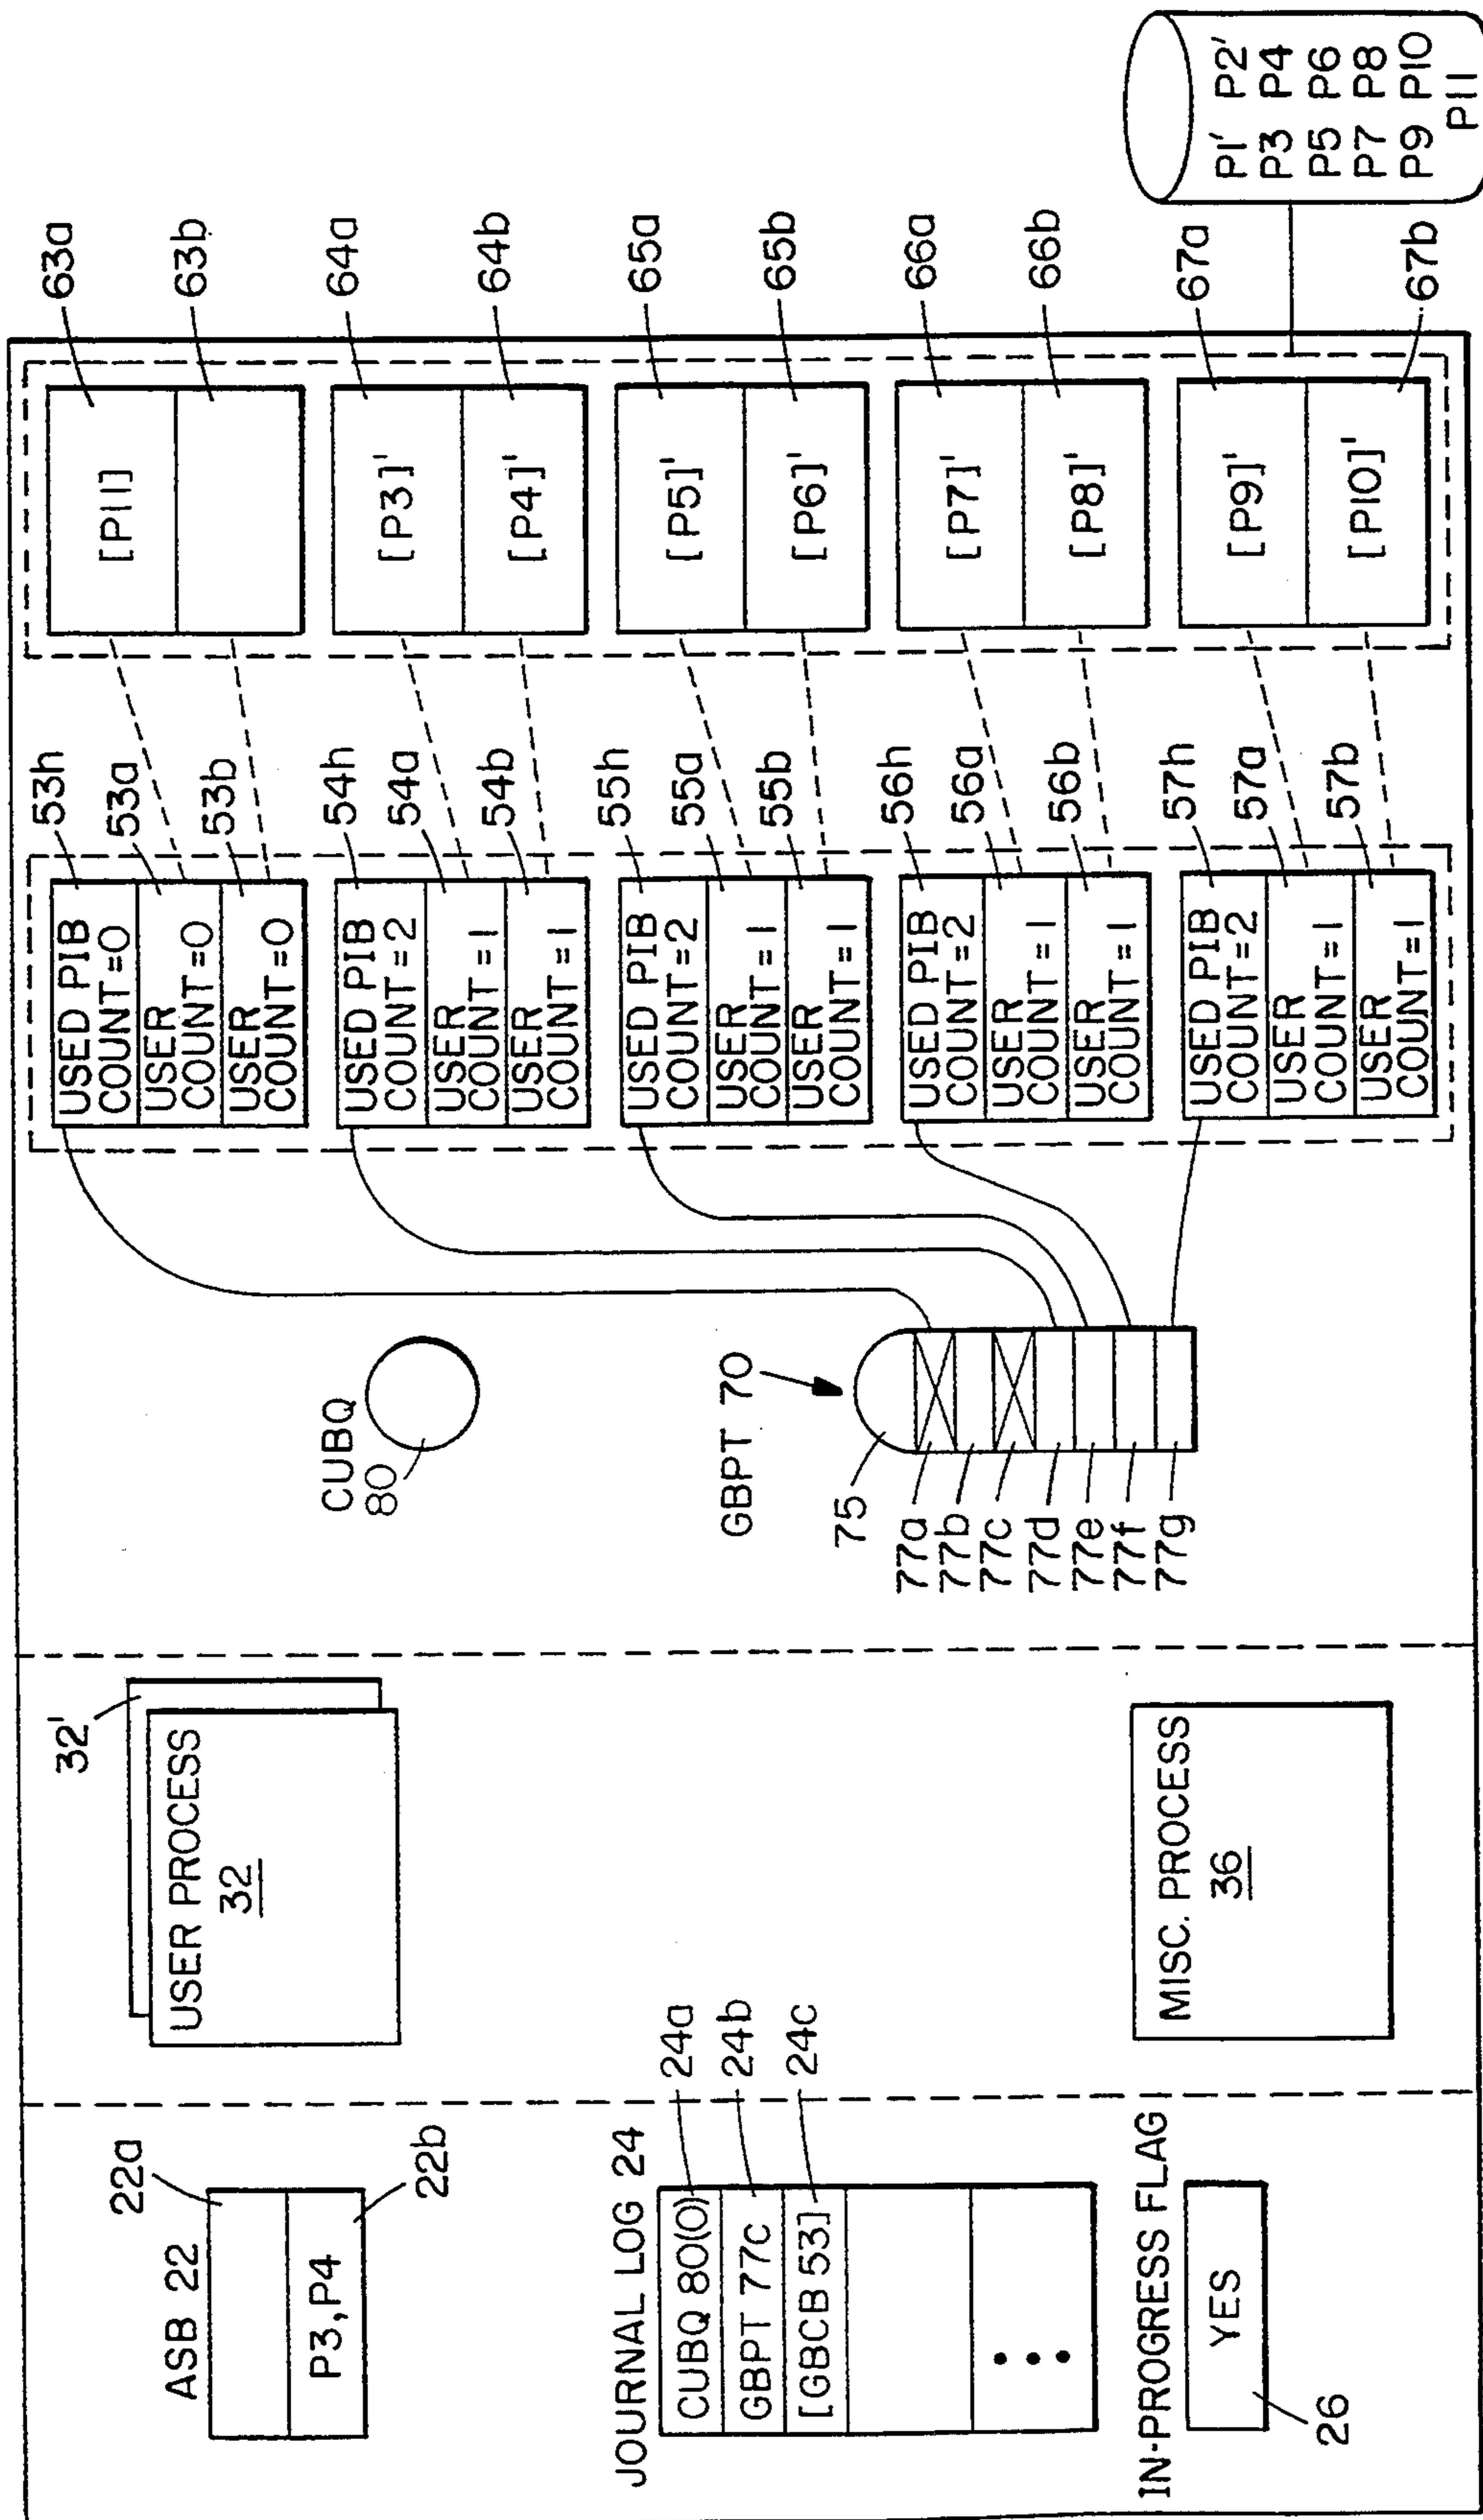 ASB 22
22a
P3, P4
22b
JOURNAL LOG 24
CUBQ 80(0)
24a
GBPT 77c
24b
[GBCB 53]
24c
IN-PROGRESS FLAG
YES
26
32'
USER PROCESS
32
MISC. PROCESS
36
CUBQ
80
GBPT 70
75
77a
77b
77c
77d
77e
77f
77g
USED PIB
COUNT=0
53h
USER
COUNT=0
53a
USER
COUNT=0
53b
USED PIB
COUNT=2
54h
USER
COUNT=1
54a
USER
COUNT=1
54b
USED PIB
COUNT=2
55h
USER
COUNT=1
55a
USER
COUNT=1
55b
USED PIB
COUNT=2
56h
USER
COUNT=1
56a
USER
COUNT=1
56b
USED PIB
COUNT=2
57h
USER
COUNT=1
57a
USER
COUNT=1
57b
[P11]
63a
63b
[P3]'
64a
[P4]'
64b
[P5]'
65a
[P6]'
65b
[P7]'
66a
[P8]'
66b
[P9]'
67a
[P10]'
67b
P1' P2'
P3 P4
P5 P6
P7 P8
P9 P10
P11